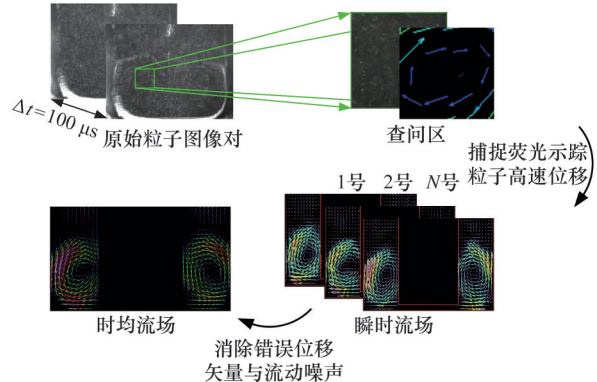 Δt=100 μs
原始粒子图像对
查问区
捕捉荧光示踪
粒子高速位移
1号 2号 N号
时均流场
瞬时流场
消除错误位移
矢量与流动噪声